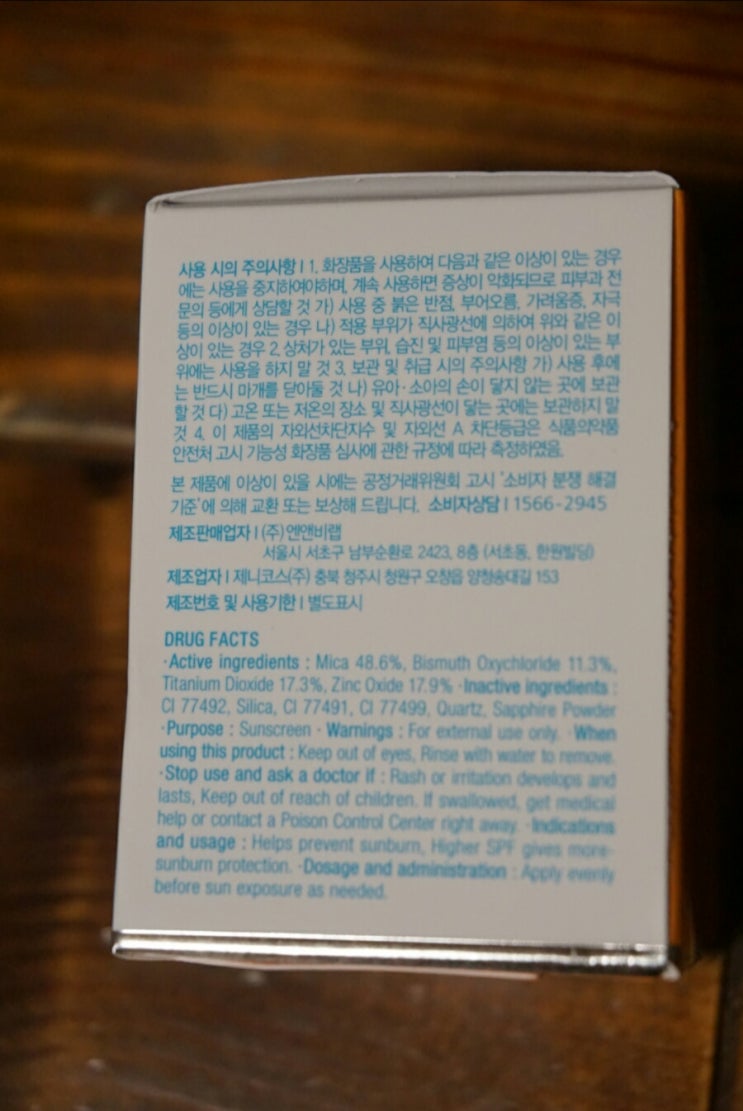 사용 시의 주의사항 | 1. 화장품을 사용하여 다음과 같은 이상이 있는 경우
에는 사용을 중지하여야하며, 계속 사용하면 증상이 악화되므로 피부과 전
문의 등에게 상담할 것 가) 사용 중 붉은 반점, 부어오름, 가려움증, 자극
등의 이상이 있는 경우 나) 적용 부위가 직사광선에 의하여 위와 같은 이
상이 있는 경우 2. 상처가 있는 부위, 습진 및 피부염 등의 이상이 있는 부
위에는 사용을 하지 말 것 3. 보관 및 취급 시의 주의사항 가) 사용 후에
는 반드시 마개를 닫아둘 것 나) 유아·소아의 손이 닿지 않는 곳에 보관
할 것 다) 고온 또는 저온의 장소 및 직사광선이 닿는 곳에는 보관하지 말
것 4. 이 제품의 자외선차단지수 및 자외선 A 차단등급은 식품의약품
안전처 고시 기능성 화장품 심사에 관한 규정에 따라 측정하였음.
본 제품에 이상이 있을 시에는 공정거래위원회 고시 '소비자 분쟁 해결
기준'에 의해 교환 또는 보상해 드립니다. 소비자상담 | 1566-2945
제조판매업자 | (주)엔앤비랩
서울시 서초구 남부순환로 2423, 8층 (서초동, 한원빌딩)
제조업자 | 제니코스(주) 충북 청주시 청원구 오창읍 양청송대길 153
제조번호 및 사용기한 | 별도표시
DRUG FACTS
·Active ingredients : Mica 48.6%, Bismuth Oxychloride 11.3%,
Titanium Dioxide 17.3%, Zinc Oxide 17.9% ·Inactive ingredients :
CI 77492, Silica, CI 77491, CI 77499, Quartz, Sapphire Powder
·Purpose : Sunscreen · Warnings : For external use only. ·When
using this product : Keep out of eyes, Rinse with water to remove.
·Stop use and ask a doctor if : Rash or irritation develops and
lasts, Keep out of reach of children. If swallowed, get medical
help or contact a Poison Control Center right away. ·Indications
and usage : Helps prevent sunburn, Higher SPF gives more-
sunburn protection. ·Dosage and administration : Apply evenly
before sun exposure as needed.